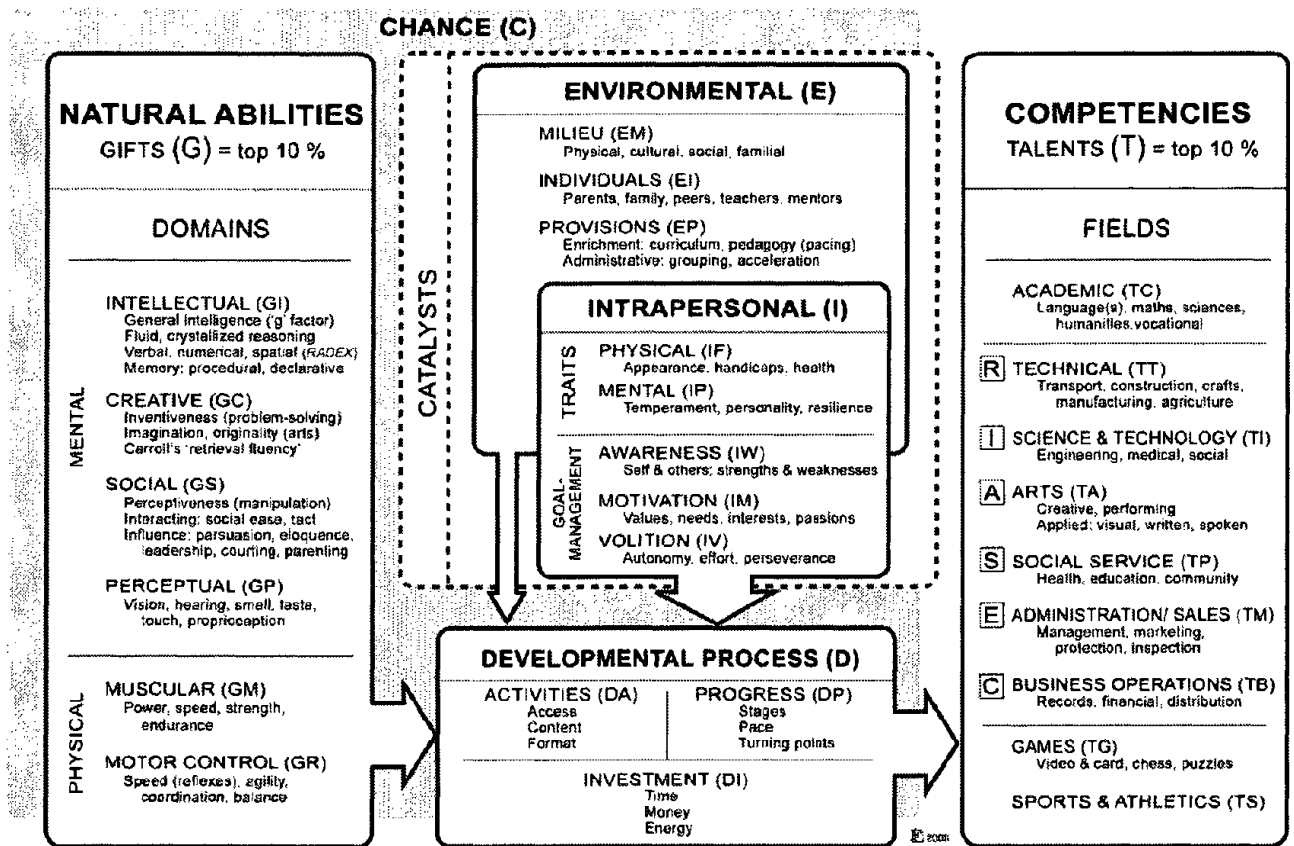 CHANCE (C)
NATURAL ABILITIES
GIFTS (G) = top 10 %
DOMAINS
MENTAL
INTELLECTUAL (GI)
General intelligence ('g' factor)
Fluid, crystallized reasoning
Verbal, numerical, spatial (RADEX)
Memory: procedural, declarative
CREATIVE (GC)
Inventiveness (problem-solving)
Imagination, originality (arts)
Carroll's 'retrieval fluency'
SOCIAL (GS)
Perceptiveness (manipulation)
Interacting: social ease, tact
Influence: persuasion, eloquence,
leadership, courting, parenting
PERCEPTUAL (GP)
Vision, hearing, smell, taste,
touch, proprioception
PHYSICAL
MUSCULAR (GM)
Power, speed, strength,
endurance
MOTOR CONTROL (GR)
Speed (reflexes), agility,
coordination, balance
CATALYSTS
ENVIRONMENTAL (E)
MILIEU (EM)
Physical, cultural, social, familial
INDIVIDUALS (EI)
Parents, family, peers, teachers, mentors
PROVISIONS (EP)
Enrichment: curriculum, pedagogy (pacing)
Administrative: grouping, acceleration
INTRAPERSONAL (I)
TRAITS
PHYSICAL (IF)
Appearance, handicaps, health
MENTAL (IP)
Temperament, personality, resilience
GOAL-
MANAGEMENT
AWARENESS (IW)
Self & others; strengths & weaknesses
MOTIVATION (IM)
Values, needs, interests, passions
VOLITION (IV)
Autonomy, effort, perseverance
DEVELOPMENTAL PROCESS (D)
ACTIVITIES (DA)
Access
Content
Format
PROGRESS (DP)
Stages
Pace
Turning points
INVESTMENT (DI)
Time
Money
Energy
COMPETENCIES
TALENTS (T) = top 10 %
FIELDS
ACADEMIC (TC)
Language(s), maths, sciences,
humanities, vocational
R TECHNICAL (TT)
Transport, construction, crafts,
manufacturing, agriculture
I SCIENCE & TECHNOLOGY (TI)
Engineering, medical, social
A ARTS (TA)
Creative, performing
Applied: visual, written, spoken
S SOCIAL SERVICE (TP)
Health, education, community
E ADMINISTRATION/ SALES (TM)
Management, marketing,
protection, inspection
C BUSINESS OPERATIONS (TB)
Records, financial, distribution
GAMES (TG)
Video & card, chess, puzzles
SPORTS & ATHLETICS (TS)